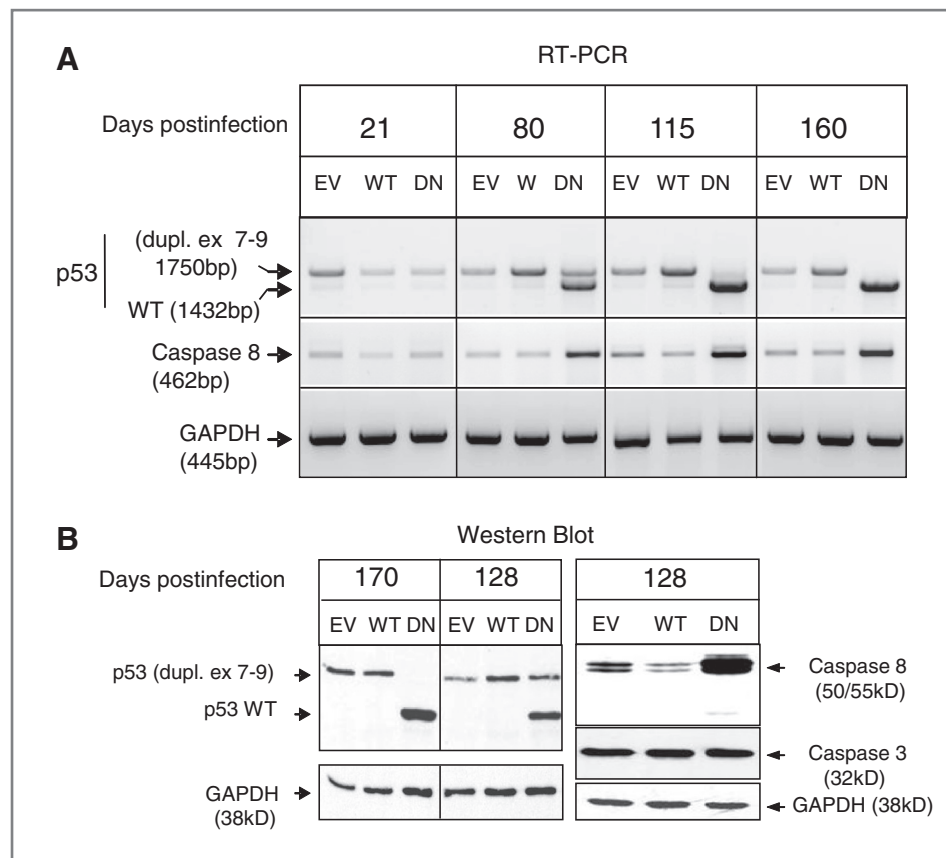 A
RT-PCR
Days postinfection 21 80 115 160
EV WT DN EV W DN EV WT DN EV WT DN
p53
(dupl. ex 7-9
1750bp)
WT (1432bp)
Caspase 8
(462bp)
GAPDH
(445bp)
B
Western Blot
Days postinfection 170 128 128
EV WT DN EV WT DN EV WT DN
p53 (dupl. ex 7-9)
p53 WT
GAPDH
(38kD)
Caspase 8
(50/55kD)
Caspase 3
(32kD)
GAPDH (38kD)